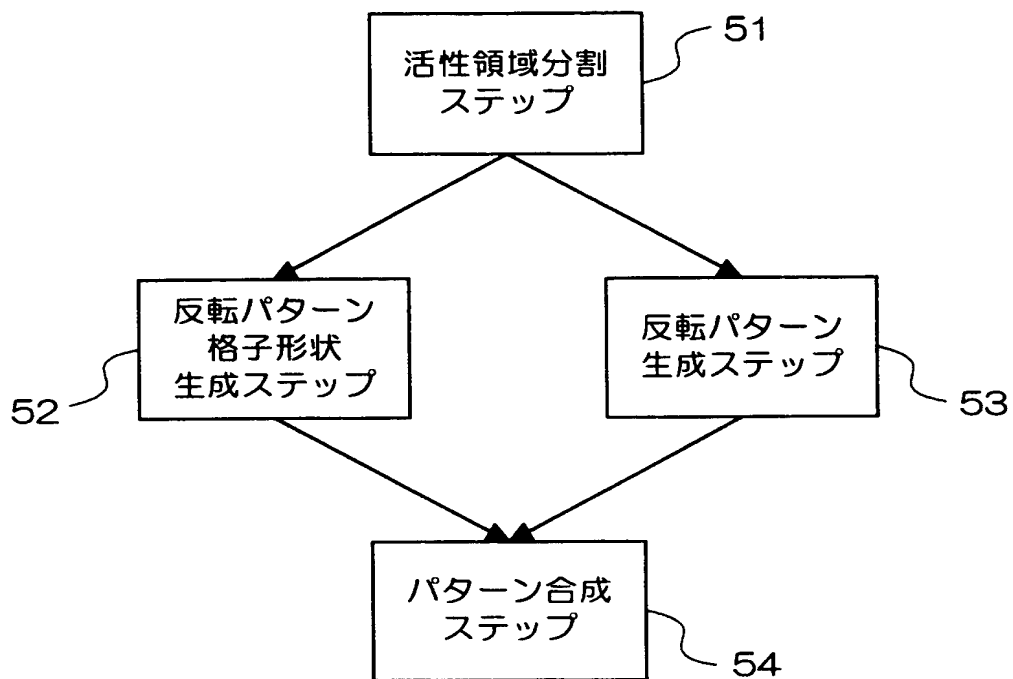 51
活性領域分割
ステップ
反転パターン
格子形状
生成ステップ
52
反転パターン
生成ステップ
53
パターン合成
ステップ
54